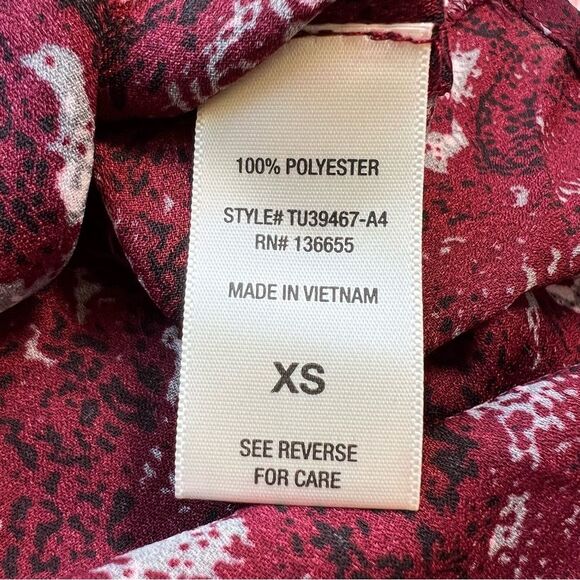 100% POLYESTER
STYLE# TU39467-A4
RN# 136655
MADE IN VIETNAM
XS
SEE REVERSE
FOR CARE